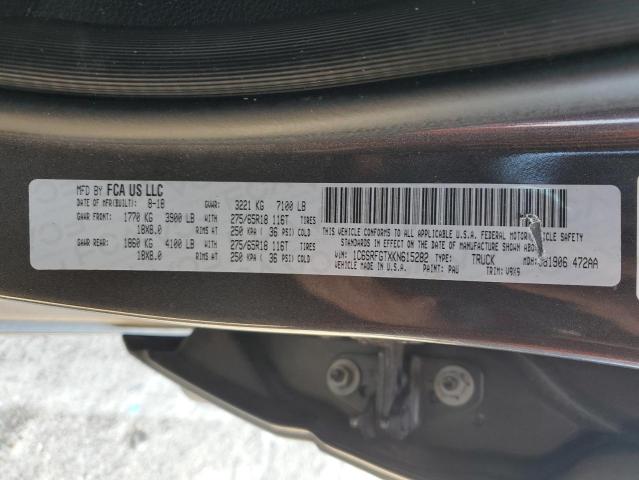 MFD BY FCA US LLC
DATE OF MFR(BUILT): 8-18 GVWR: 3221 KG 7100 LB
GAWR FRONT: 1770 KG 3900 LB WITH 275/65R18 116T TIRES
18X8.0 RIMS AT 250 KPA ( 36 PSI) COLD
GAWR REAR: 1860 KG 4100 LB WITH 275/65R18 116T TIRES
18X8.0 RIMS AT 250 KPA ( 36 PSI) COLD
THIS VEHICLE CONFORMS TO ALL APPLICABLE U.S.A. FEDERAL MOTOR VEHICLE SAFETY
STANDARDS IN EFFECT ON THE DATE OF MANUFACTURE SHOWN ABOVE.
VIN: 1C6SRFGTXKN615282 TYPE: TRUCK MDH: 472AA
VEHICLE MADE IN U.S.A. PAINT: PAU TRIM: V9X9